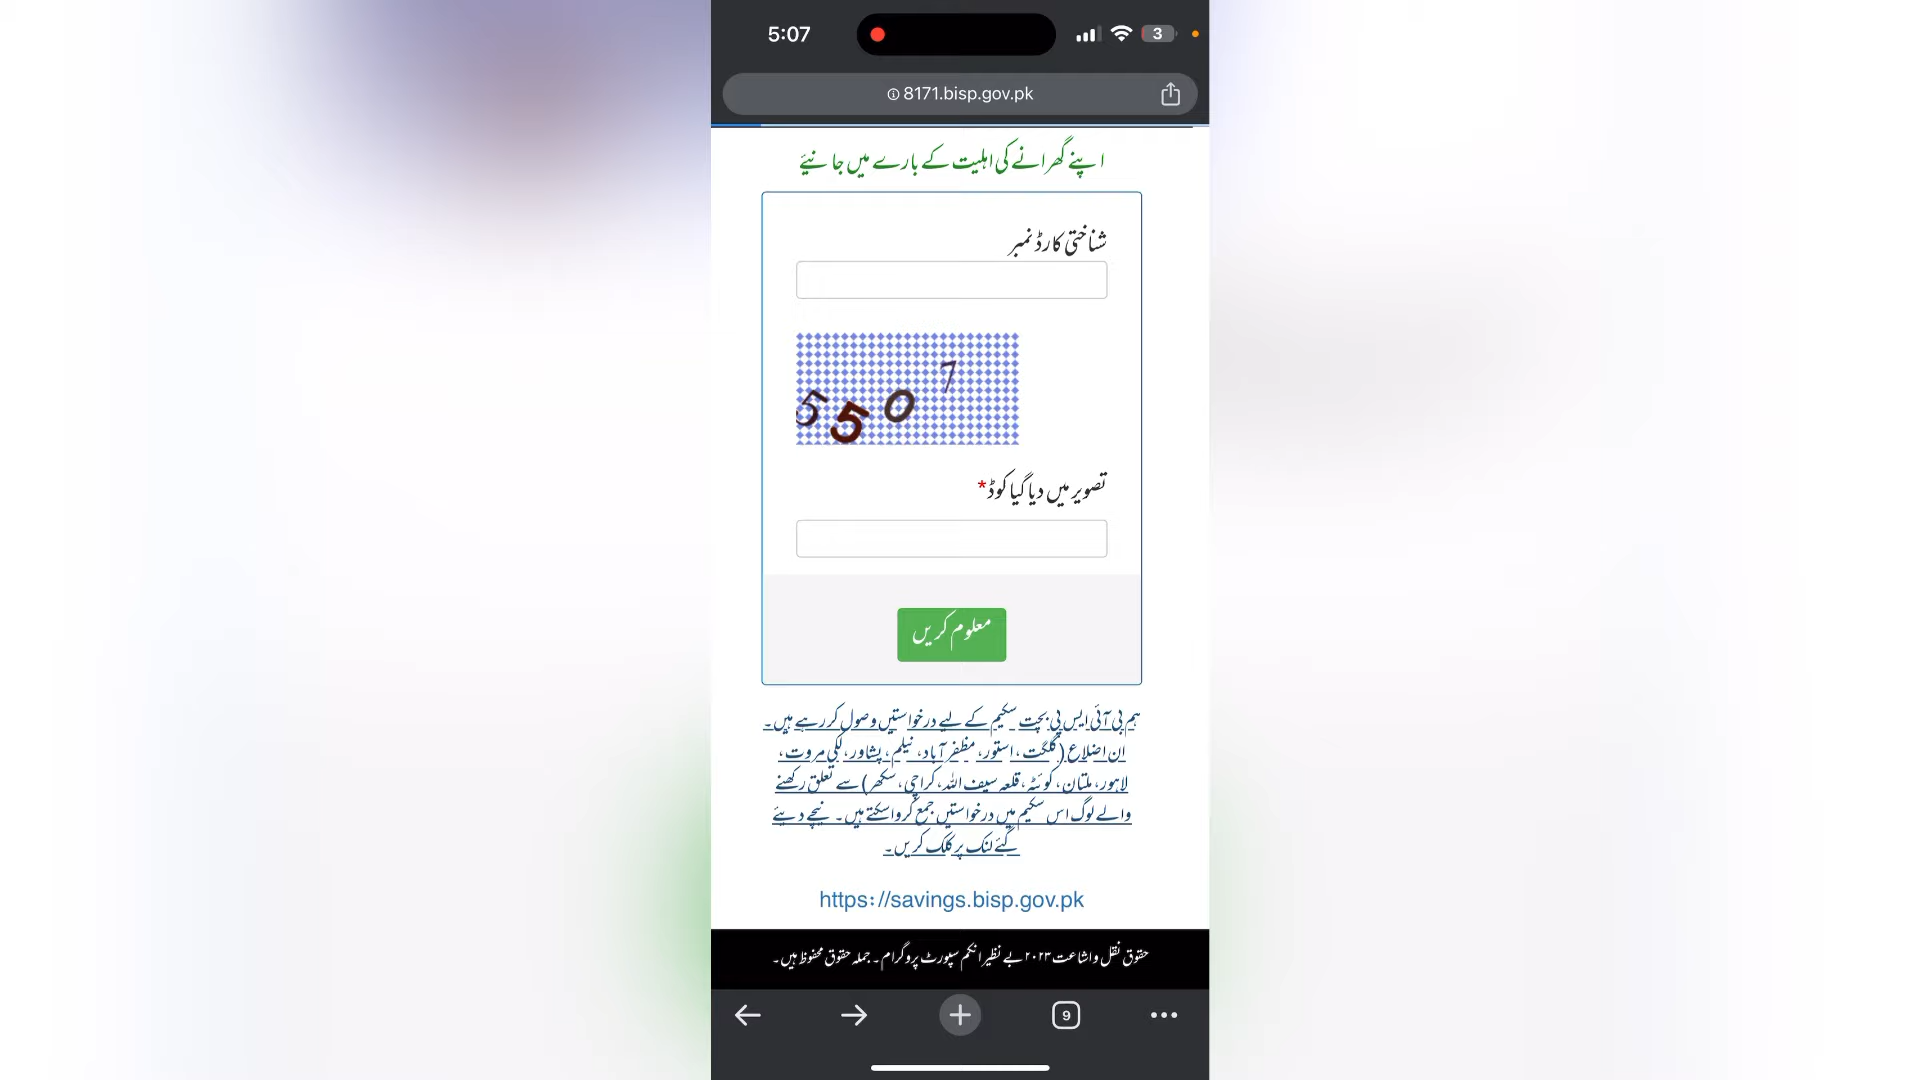 5:07
3
8171.bisp.gov.pk
اپنے گھرانے کی اہلیت کے بارے میں جانیئے
شناختی کارڈ نمبر
5507
تصویر میں دیا گیا کوڈ*
معلوم کریں
ہم بی آئی ایس پی بچت سکیم کے لیے درخواستیں وصول کر رہے ہیں۔
ان اضلاع (گلگت، استور، مظفر آباد، نیلم، پشاور، لکی مروت،
لاہور، ملتان، کوئٹہ، قلعہ سیف اللہ، کراچی، سکھر) سے تعلق رکھنے
والے لوگ اس سکیم میں درخواستیں جمع کروا سکتے ہیں۔ نیچے دیئے
گئے لنک پر کلک کریں۔
https://savings.bisp.gov.pk
حقوق نقل و اشاعت ۲۰۲۳ بے نظیر انکم سپورٹ پروگرام۔ جملہ حقوق محفوظ ہیں۔
9